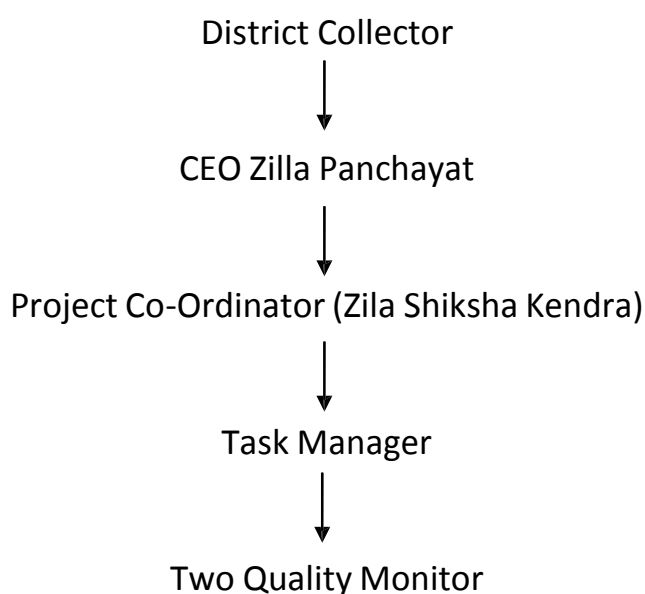 District Collector
CEO Zilla Panchayat
Project Co-Ordinator (Zila Shiksha Kendra)
Task Manager
Two Quality Monitor